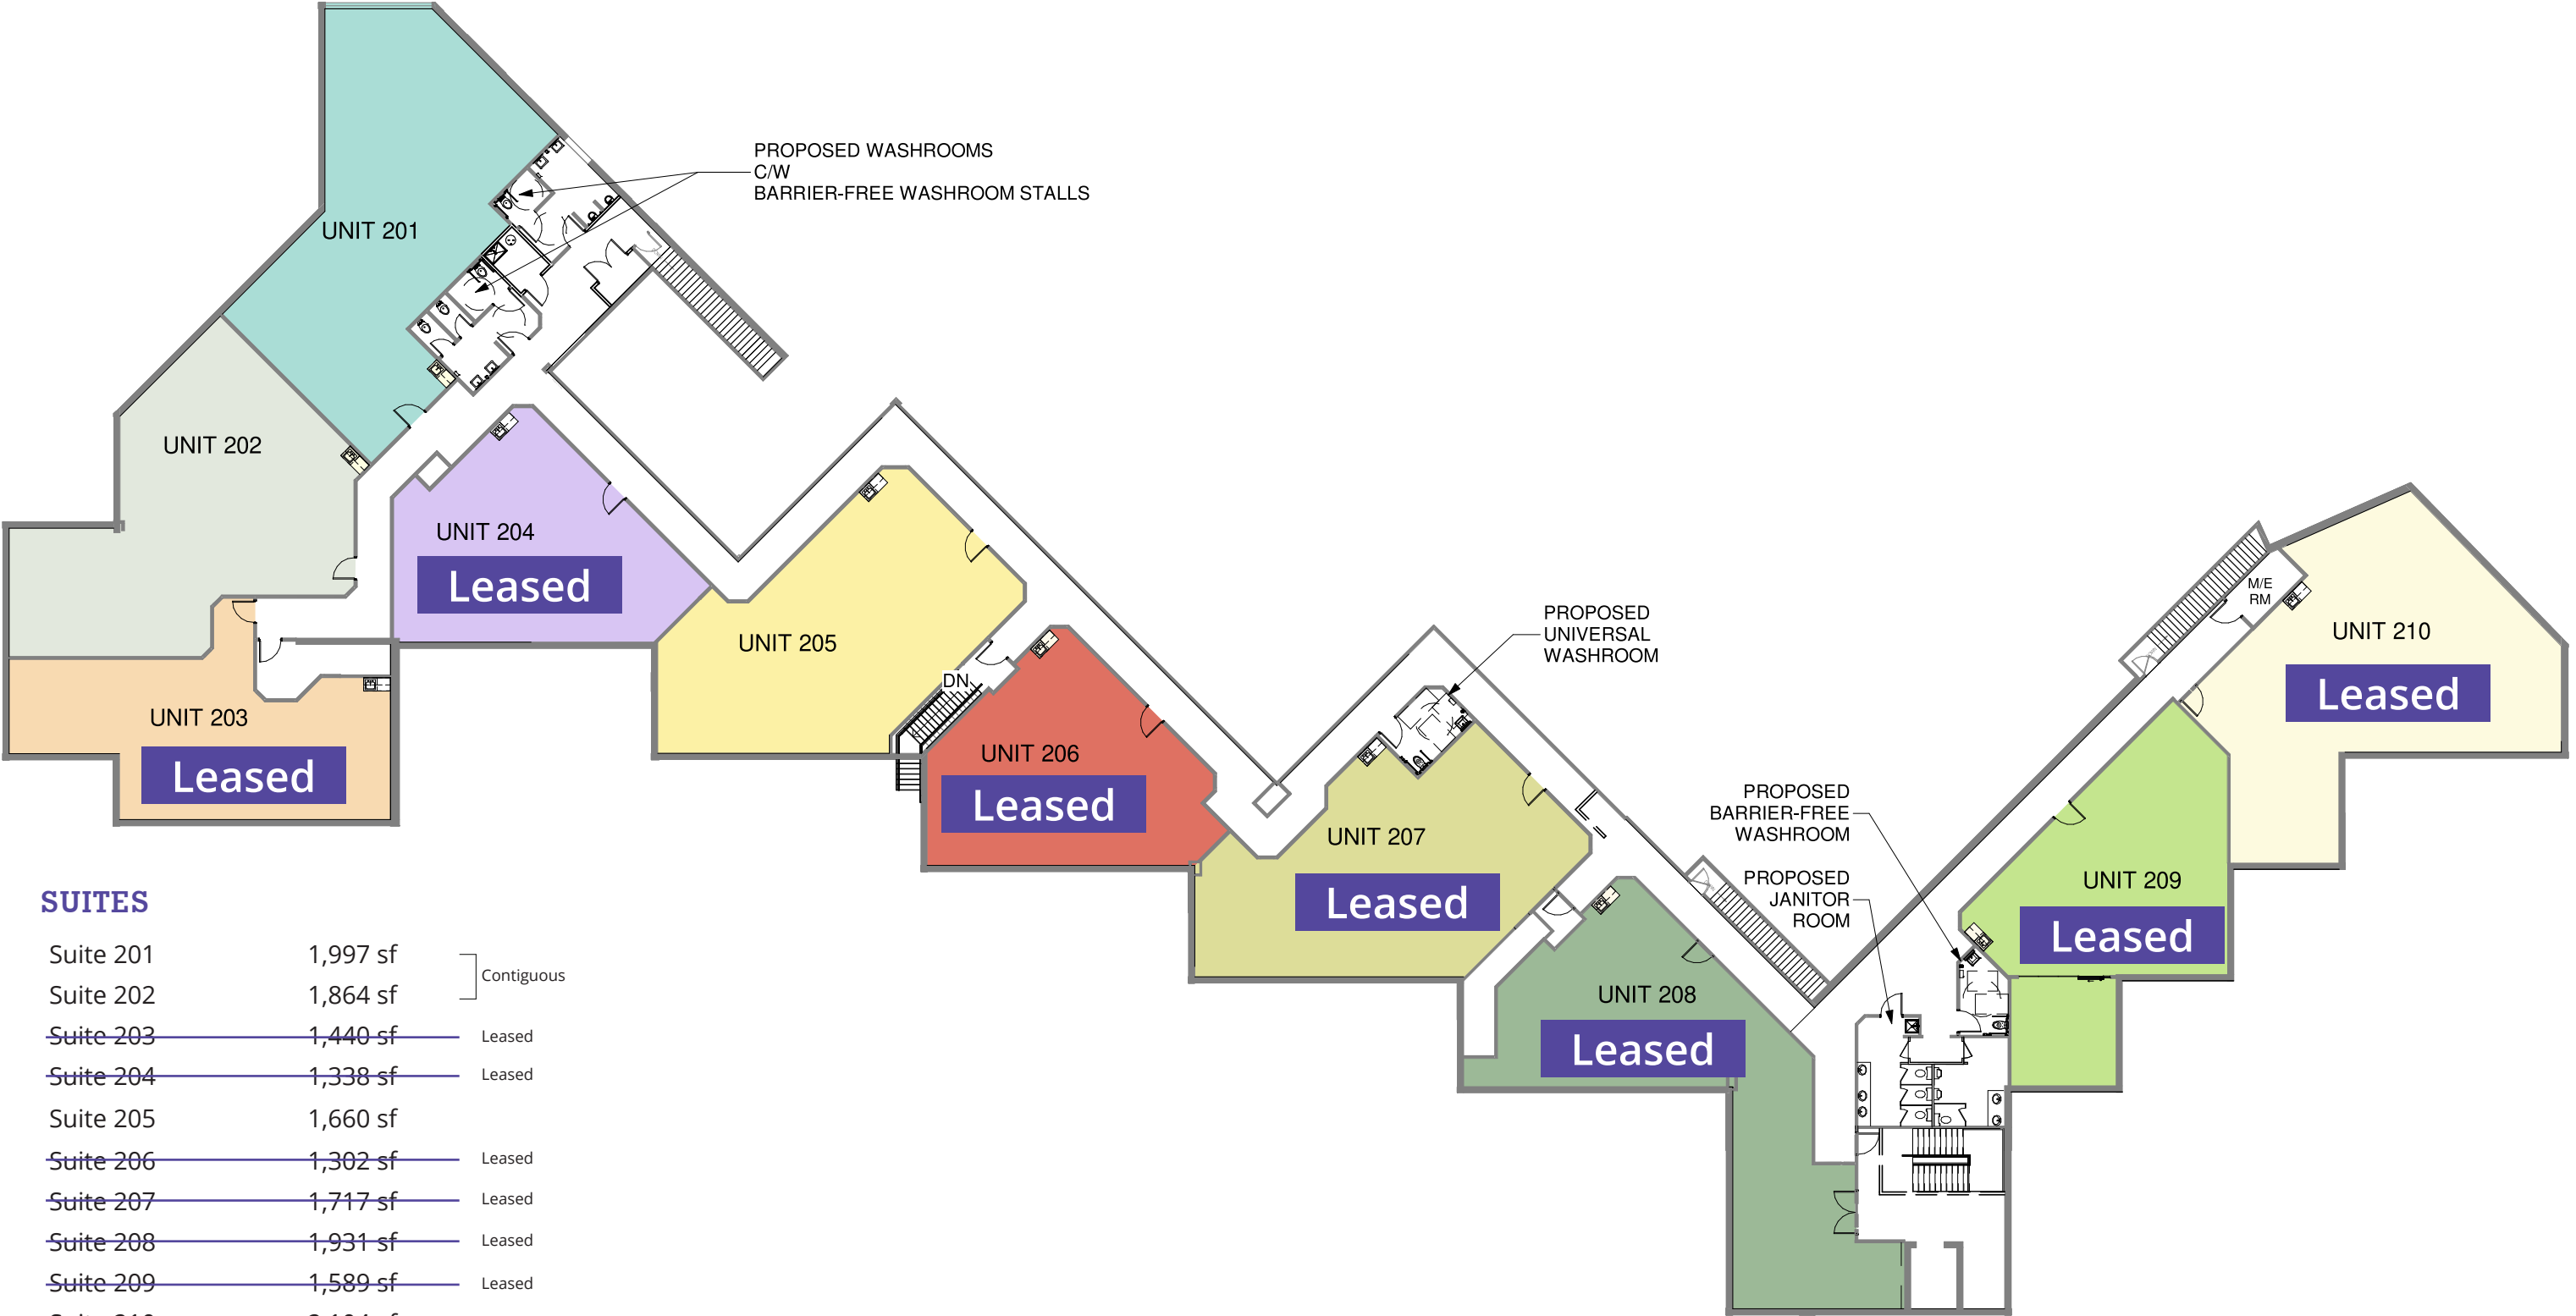 PROPOSED WASHROOMS
C/W
BARRIER-FREE WASHROOM STALLS
UNIT 201
UNIT 202
UNIT 204
Leased
UNIT 205
DN
UNIT 203
Leased
UNIT 206
Leased
PROPOSED
UNIVERSAL
WASHROOM
UNIT 207
Leased
M/E
RM
UNIT 210
Leased
PROPOSED
BARRIER-FREE
WASHROOM
PROPOSED
JANITOR
ROOM
UNIT 209
Leased
UNIT 208
Leased
SUITES
Suite 201 1,997 sf
Contiguous
Suite 202 1,864 sf
Suite 203 1,440 sf Leased
Suite 204 1,338 sf Leased
Suite 205 1,660 sf
Suite 206 1,302 sf Leased
Suite 207 1,717 sf Leased
Suite 208 1,931 sf Leased
Suite 209 1,589 sf Leased